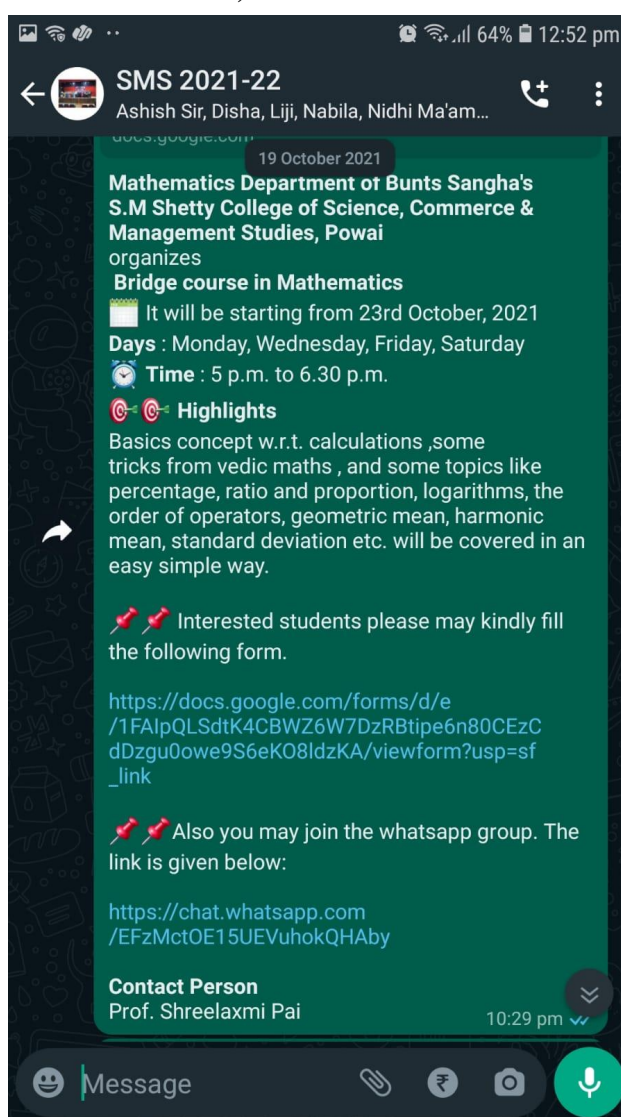 64% 12:52 pm
SMS 2021-22
Ashish Sir, Disha, Liji, Nabila, Nidhi Ma'am...
docs.google.com
19 October 2021
Mathematics Department of Bunts Sangha's
S.M Shetty College of Science, Commerce &
Management Studies, Powai
organizes
Bridge course in Mathematics
It will be starting from 23rd October, 2021
Days : Monday, Wednesday, Friday, Saturday
Time : 5 p.m. to 6.30 p.m.
Highlights
Basics concept w.r.t. calculations ,some
tricks from vedic maths , and some topics like
percentage, ratio and proportion, logarithms, the
order of operators, geometric mean, harmonic
mean, standard deviation etc. will be covered in an
easy simple way.
Interested students please may kindly fill
the following form.
https://docs.google.com/forms/d/e
/1FAIpQLSdtK4CBWZ6W7DzRBtipe6n80CEzC
dDzgu0owe9S6eKO8ldzKA/viewform?usp=sf
_link
Also you may join the whatsapp group. The
link is given below:
https://chat.whatsapp.com
/EFzMctOE15UEVuhokQHAby
Contact Person
Prof. Shreelaxmi Pai
10:29 pm
Message